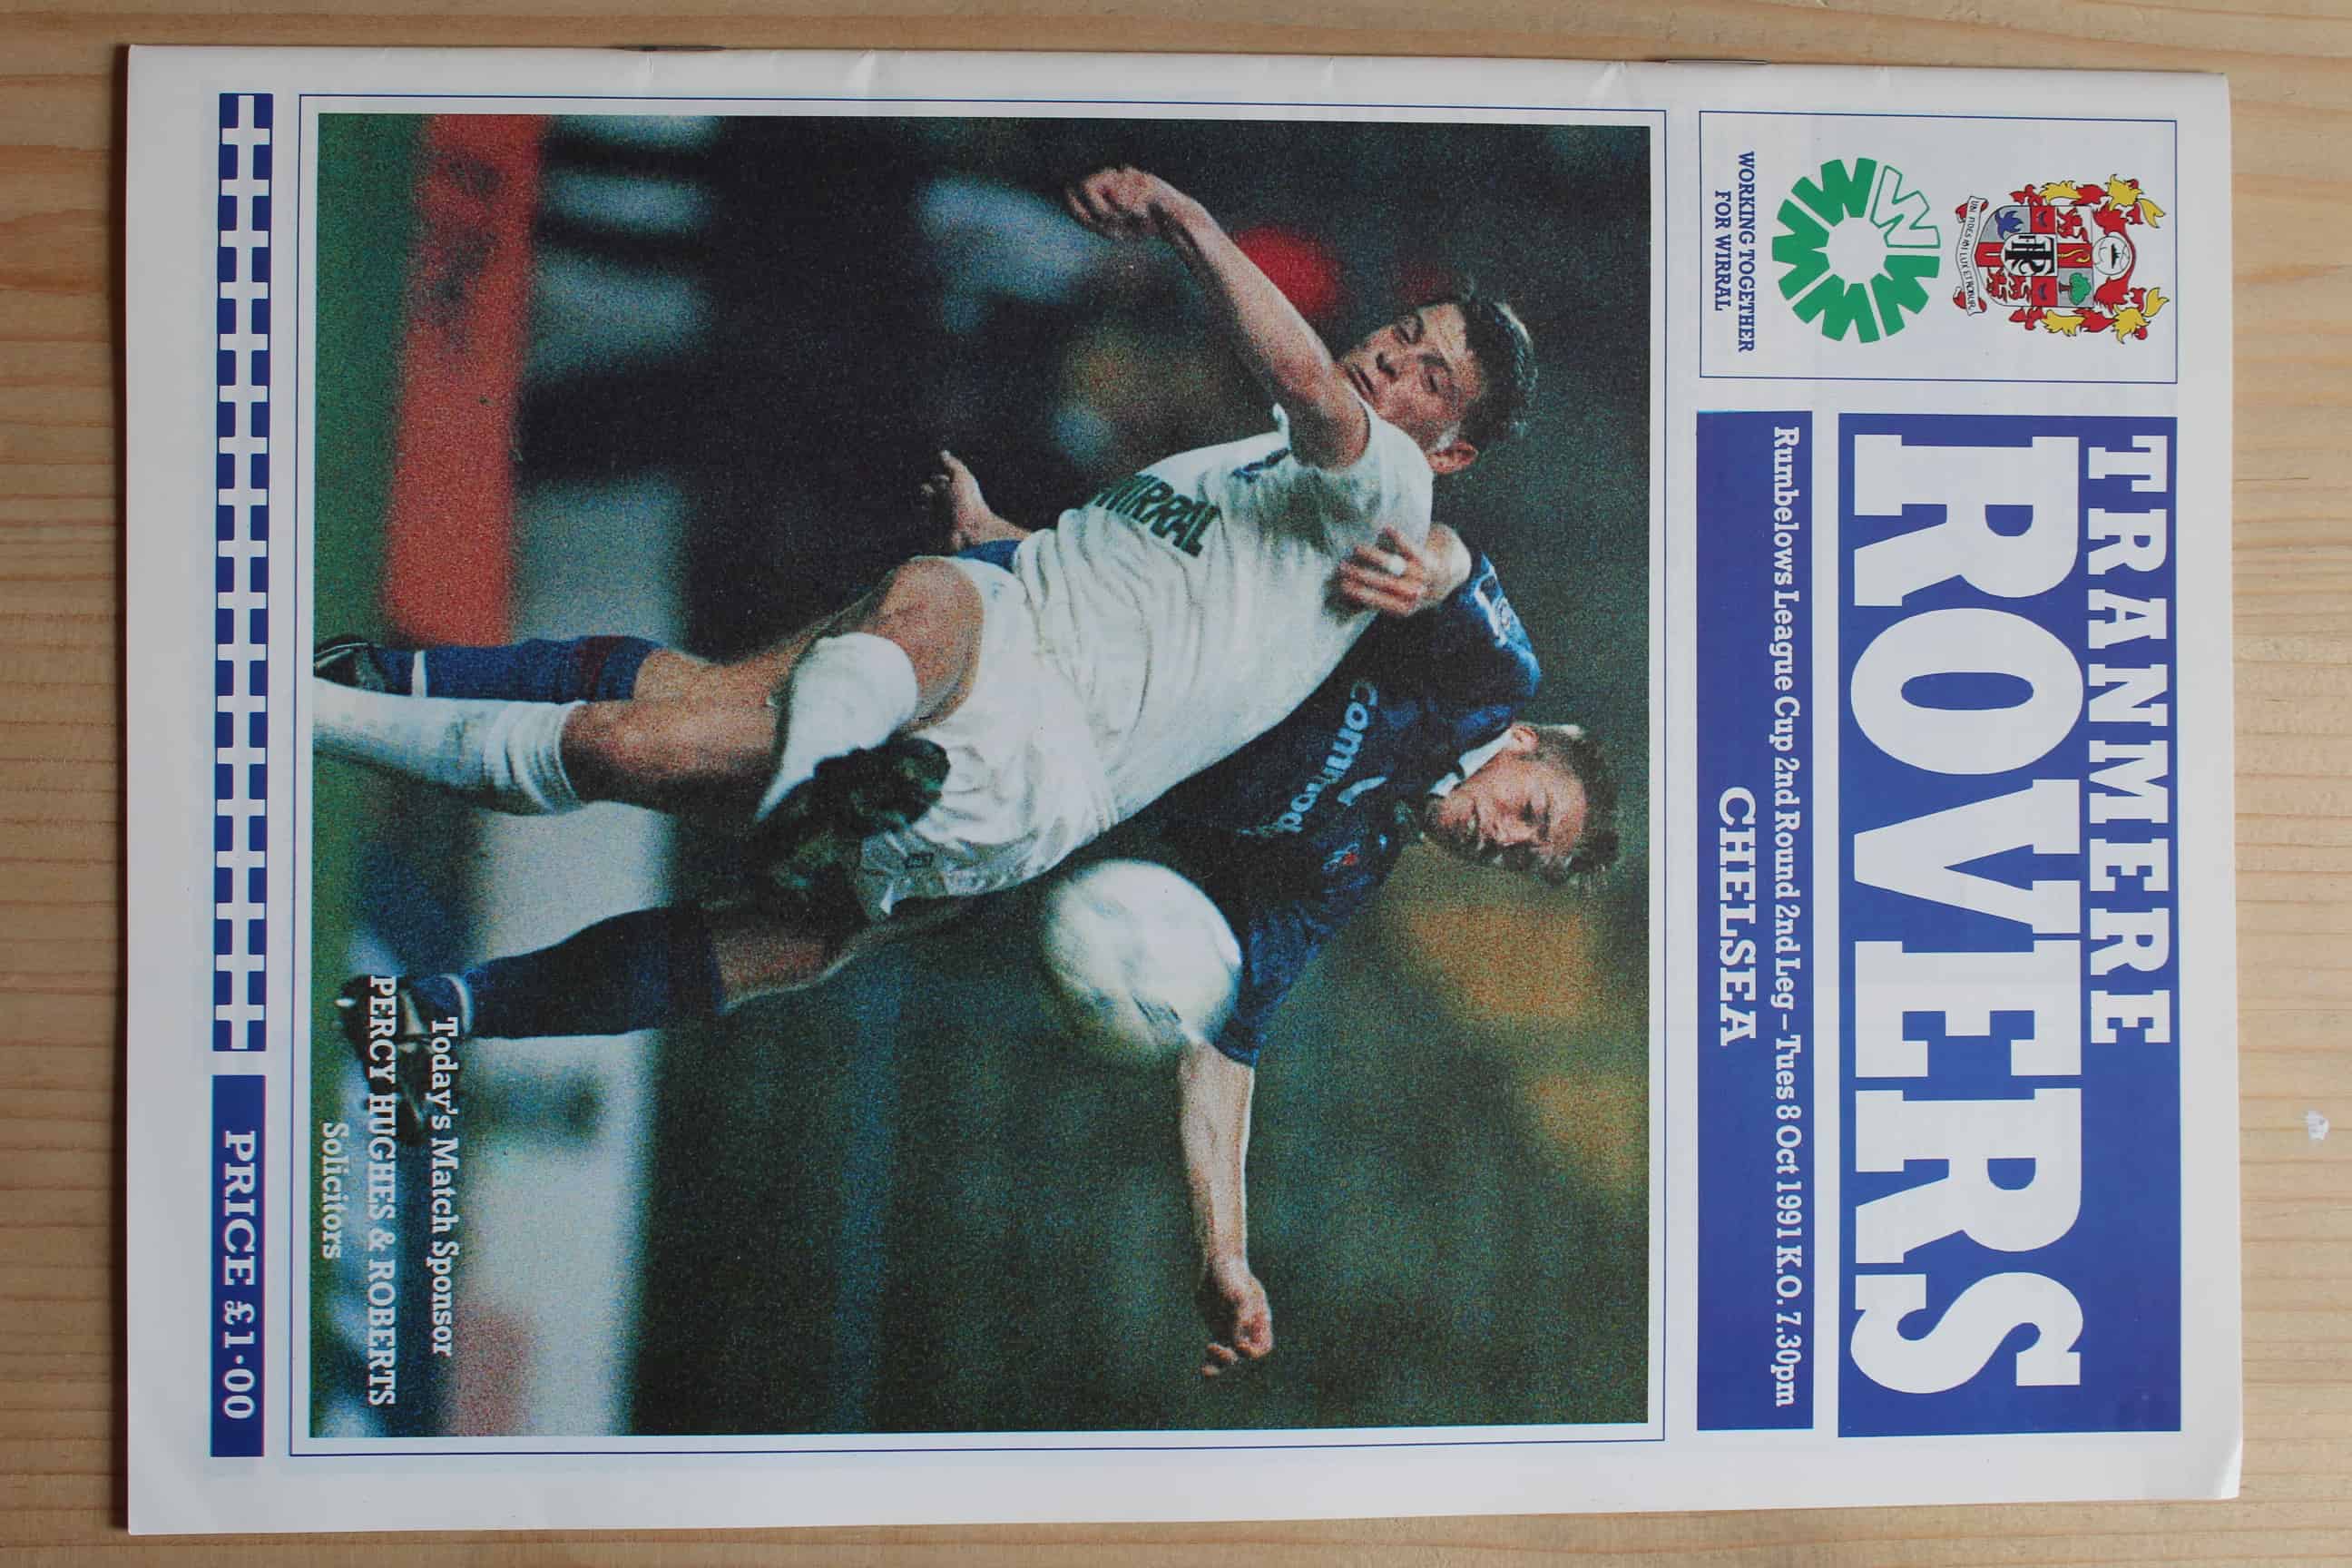 TRANMERE
ROVERS
Rumbelows League Cup 2nd Round 2nd Leg – Tues 8 Oct 1991 K.O. 7.30pm
CHELSEA
WORKING TOGETHER
FOR WIRRAL
WIRRAL
Commod
Today's Match Sponsor
PERCY HUGHES & ROBERTS
Solicitors
PRICE £1·00